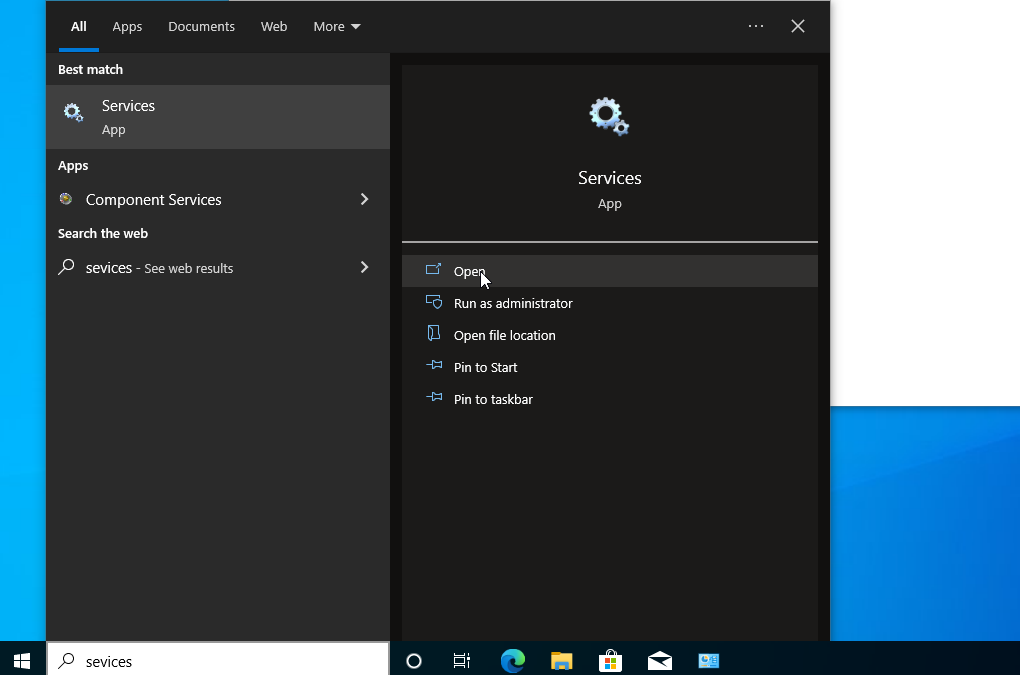 All Apps Documents Web More ···
Best match
Services
App
Apps
Component Services
Search the web
sevices - See web results
Services
App
Open
Run as administrator
Open file location
Pin to Start
Pin to taskbar
sevices